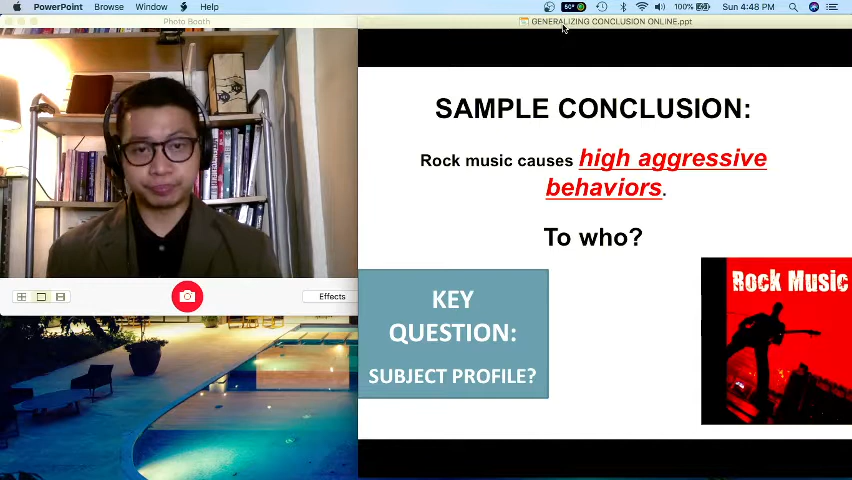 PowerPoint Browse Window Help
50°
100%
Sun 4:48 PM
Photo Booth
GENERALIZING CONCLUSION ONLINE.ppt
SAMPLE CONCLUSION:
Rock music causes high aggressive
behaviors.
To who?
KEY
QUESTION:
SUBJECT PROFILE?
Rock Music
Effects